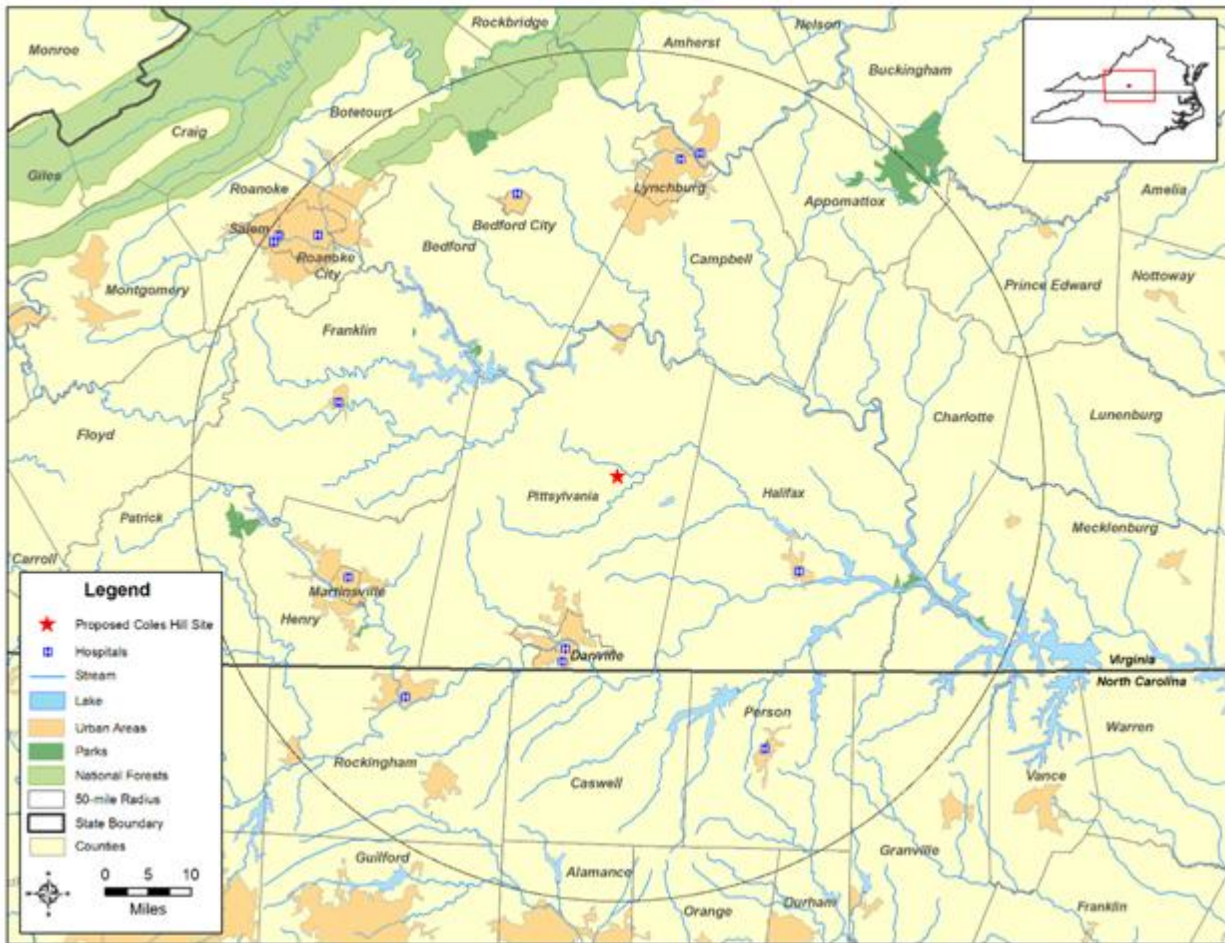 Rockbridge
Nelson
Monroe
Amherst
Buckingham
Botetourt
Craig
Giles
Roanoke
Lynchburg
Appomattox
Amelia
Salem
Bedford City
Roanoke
City
Bedford
Campbell
Montgomery
Prince Edward
Nottoway
Franklin
Charlotte
Lunenburg
Floyd
Pittsylvania
Halifax
Patrick
Mecklenburg
Carroll
Martinsville
Henry
Danville
Virginia
North Carolina
Person
Warren
Rockingham
Caswell
Vance
Guilford
Alamance
Granville
Orange
Durham
Franklin
Legend
Proposed Coles Hill Site
H Hospitals
Stream
Lake
Urban Areas
Parks
National Forests
50-mile Radius
State Boundary
Counties
0 5 10
Miles